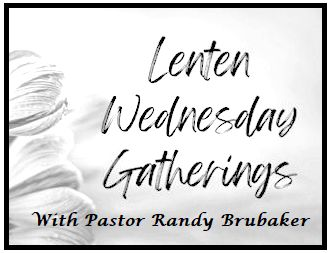 Lenten
Wednesday
Gatherings
With Pastor Randy Brubaker